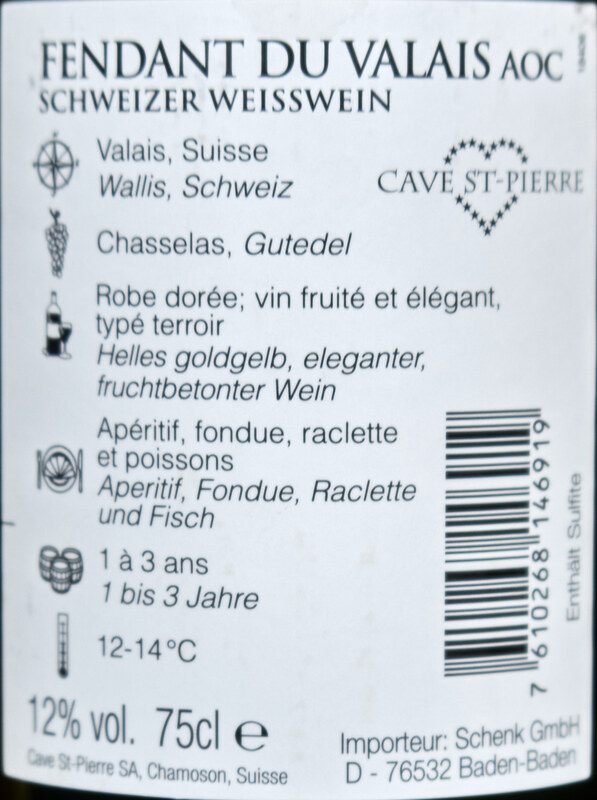 FENDANT DU VALAIS AOC
SCHWEIZER WEISSWEIN
Valais, Suisse
Wallis, Schweiz
CAVE ST-PIERRE
Chasselas, Gutedel
Robe dorée; vin fruité et élégant,
typé terroir
Helles goldgelb, eleganter,
fruchtbetonter Wein
Apéritif, fondue, raclette
et poissons
Aperitif, Fondue, Raclette
und Fisch
1 à 3 ans
1 bis 3 Jahre
12-14°C
7 610268 146919
Enthält Sulfite
12% vol. 75cl e
Cave St-Pierre SA, Chamoson, Suisse
Importeur: Schenk GmbH
D - 76532 Baden-Baden